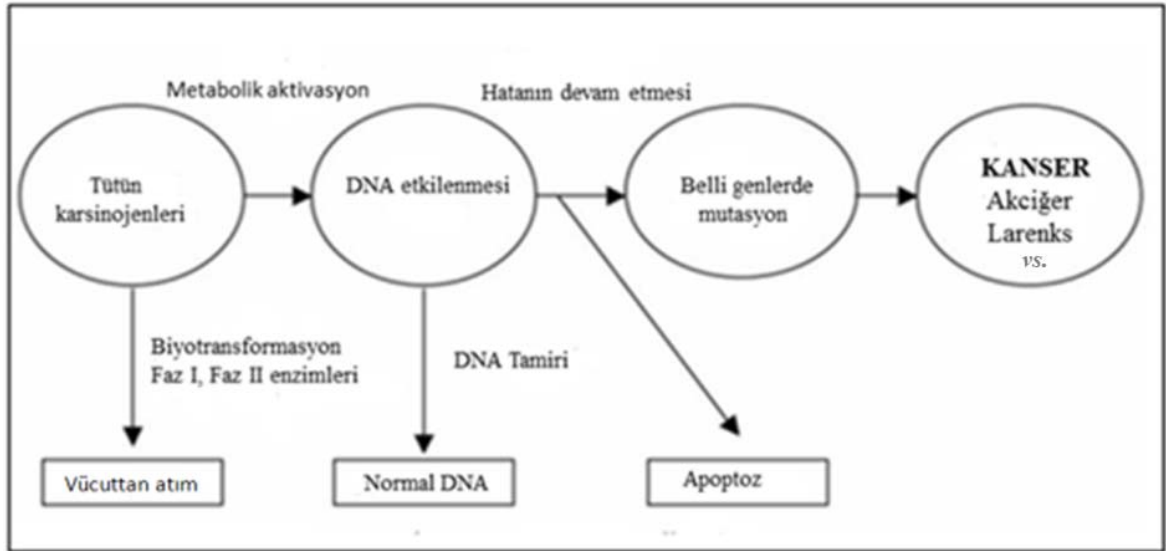 Metabolik aktivasyon
Hatanın devam etmesi
Tütün
karsinojenleri
DNA etkilenmesi
Belli genlerde
mutasyon
KANSER
Akciğer
Larenks
vs.
Biyotransformasyon
Faz I, Faz II enzimleri
DNA Tamiri
Vücuttan atım
Normal DNA
Apoptoz